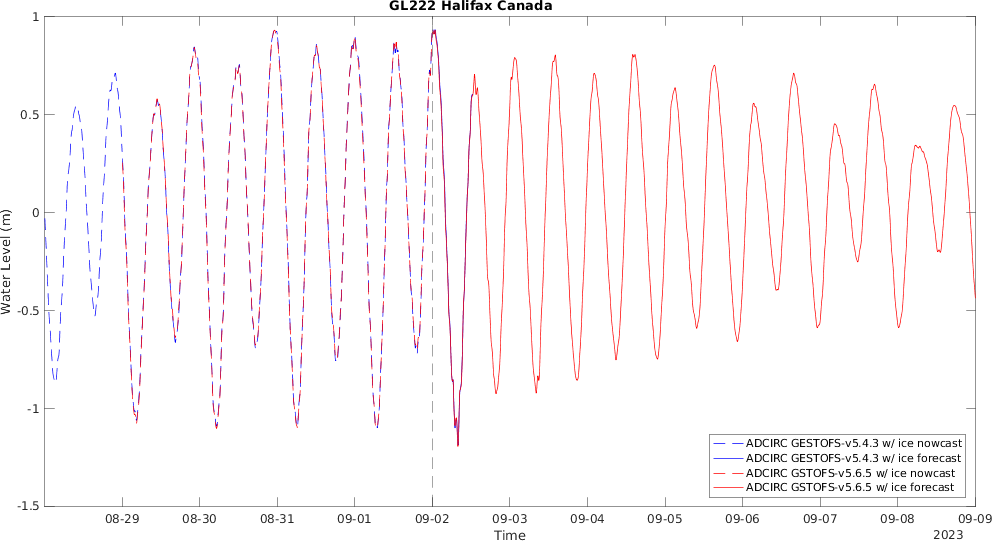 GL222 Halifax Canada
1
0.5
0
-0.5
-1
-1.5
Water Level (m)
08-29
08-30
08-31
09-01
09-02
09-03
09-04
09-05
09-06
09-07
09-08
09-09
Time
2023
ADCIRC GESTOFS-v5.4.3 w/ ice nowcast
ADCIRC GESTOFS-v5.4.3 w/ ice forecast
ADCIRC GSTOFS-v5.6.5 w/ ice nowcast
ADCIRC GSTOFS-v5.6.5 w/ ice forecast